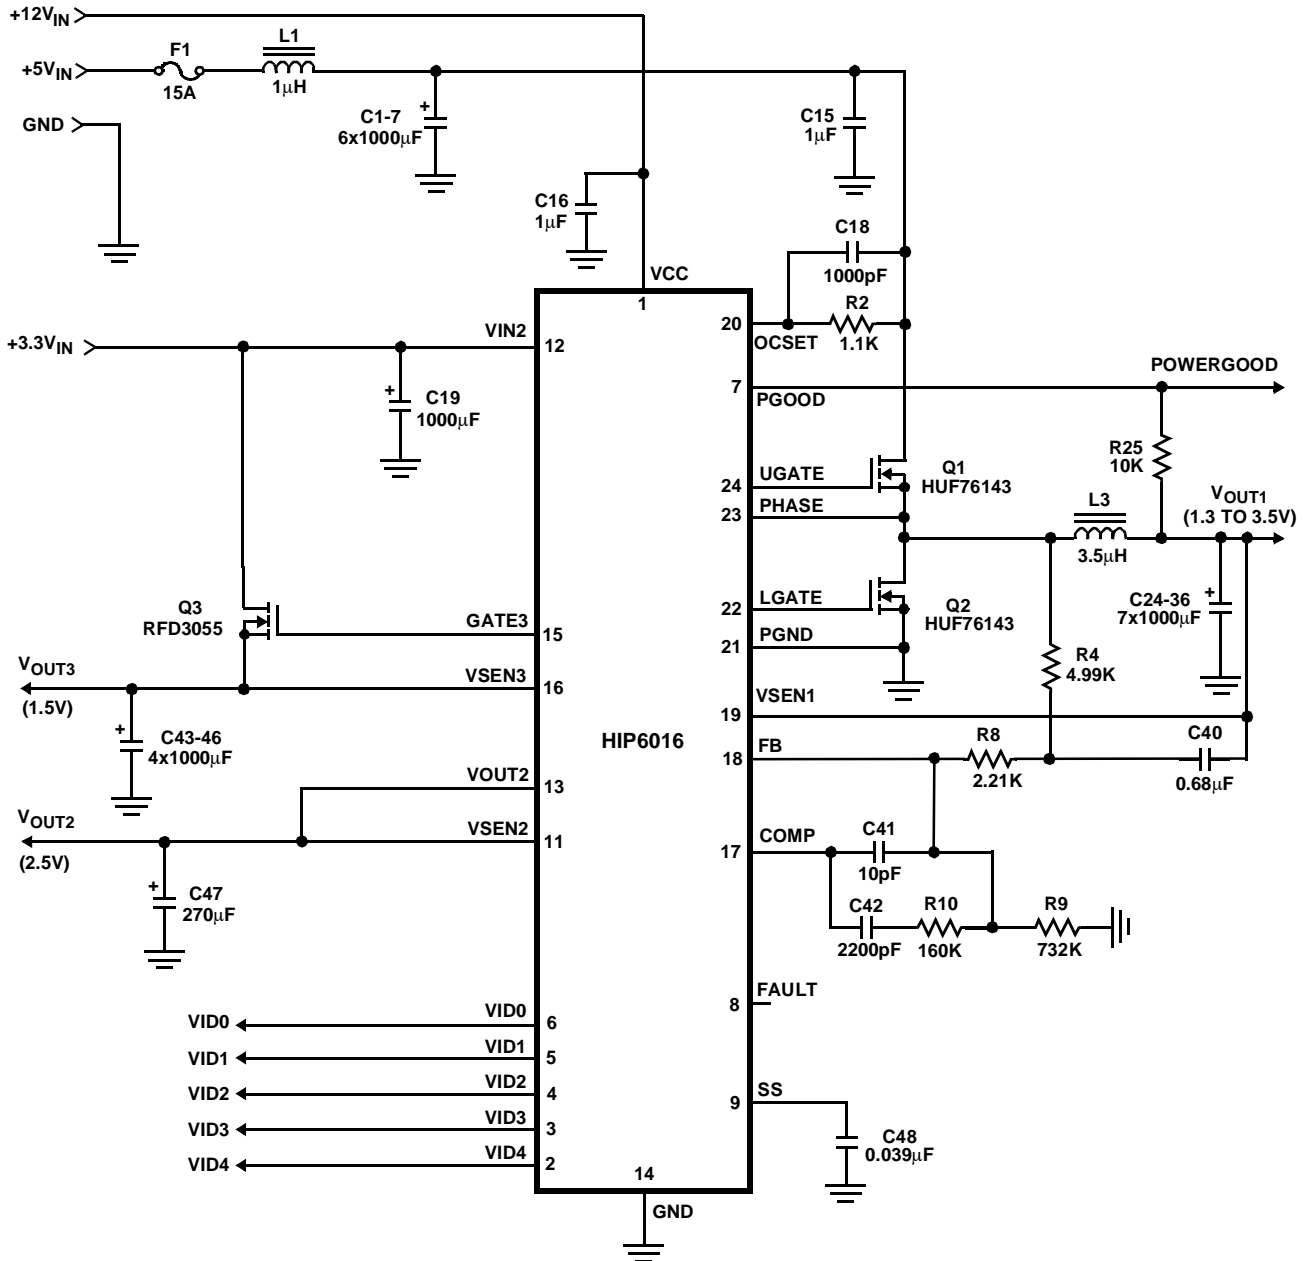 +12VIN
F1
L1
+5VIN
15A
1µH
GND
C1-7
6x1000µF
C15
1µF
C16
1µF
C18
1000pF
VCC
1
R2
1.1K
20
OCSET
+3.3VIN
VIN2
12
C19
1000µF
7
PGOOD
POWERGOOD
R25
10K
UGATE
24
Q1
HUF76143
PHASE
23
L3
3.5µH
VOUT1
(1.3 TO 3.5V)
LGATE
22
Q2
HUF76143
C24-36
7x1000µF
Q3
RFD3055
GATE3
15
PGND
21
R4
4.99K
VOUT3
(1.5V)
VSEN3
16
VSEN1
19
C43-46
4x1000µF
HIP6016
FB
18
R8
2.21K
C40
0.68µF
VOUT2
13
VOUT2
(2.5V)
VSEN2
11
COMP
17
C41
10pF
C47
270µF
C42
2200pF
R10
160K
R9
732K
FAULT
8
VID0
VID0
6
VID1
VID1
5
VID2
VID2
4
VID3
VID3
3
VID4
VID4
2
SS
9
C48
0.039µF
14
GND